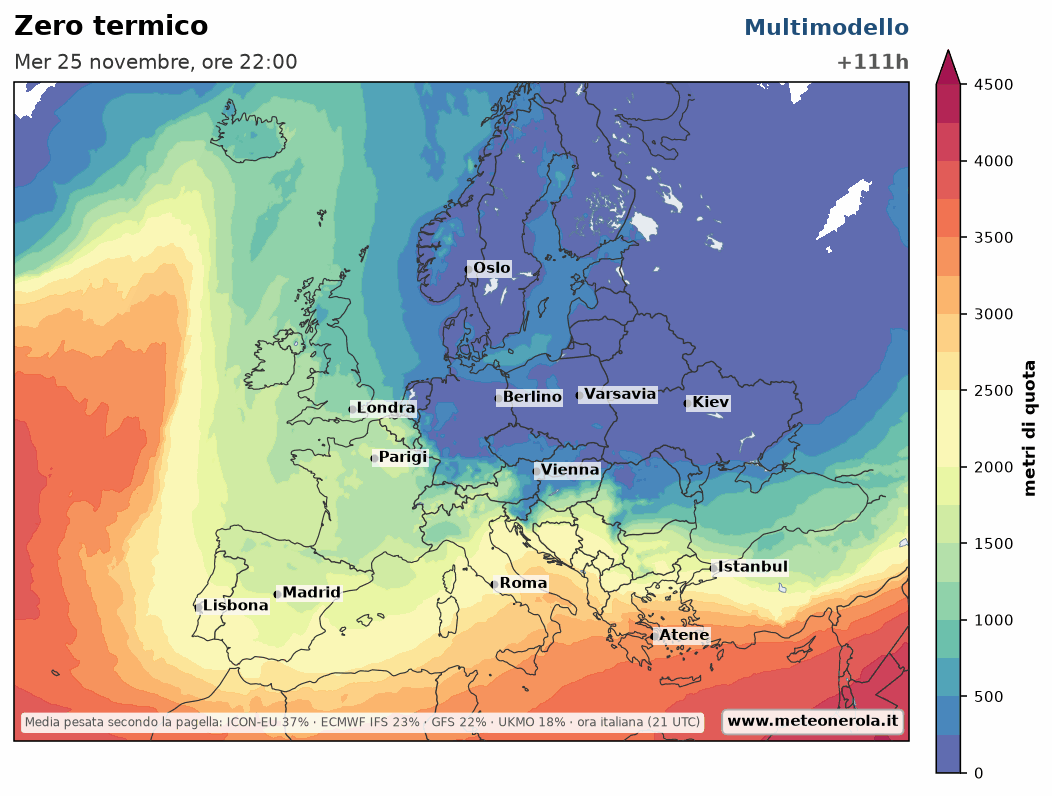 Zero termico
Multimodello
Mer 25 novembre, ore 22:00
+111h
4500
4000
3500
3000
2500
2000
1500
1000
500
0
metri di quota
Oslo
Berlino
Varsavia
Kiev
Londra
Parigi
Vienna
Istanbul
Roma
Madrid
Lisbona
Atene
Media pesata secondo la pagella: ICON-EU 37% · ECMWF IFS 23% · GFS 22% · UKMO 18% · ora italiana (21 UTC)
www.meteonerola.it